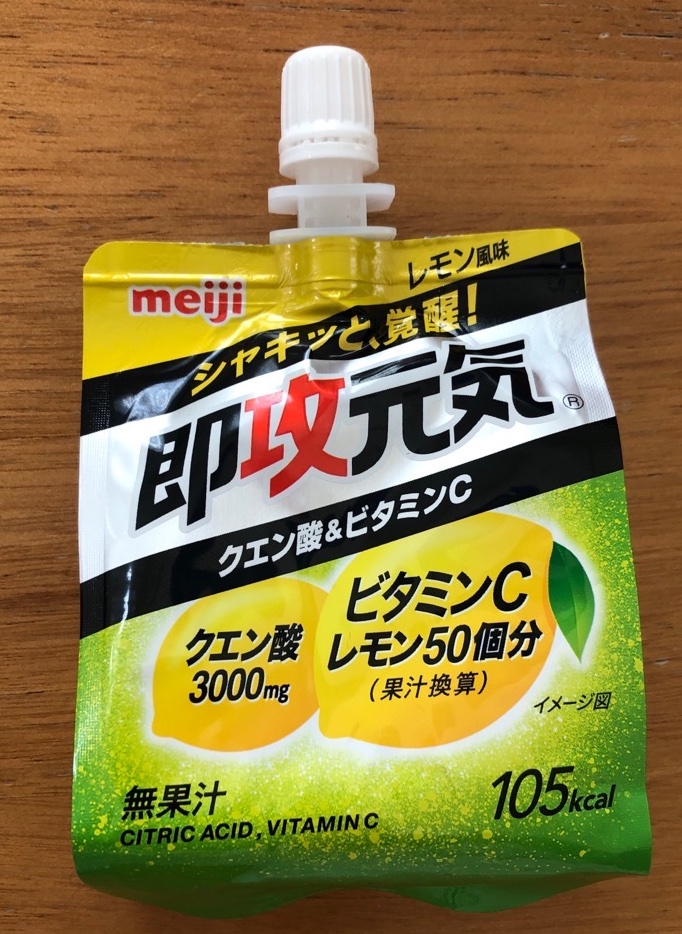 レモン風味
meiji
シャキッと、覚醒!
即攻元気®
クエン酸&ビタミンC
ビタミンC
レモン50個分
(果汁換算)
クエン酸
3000mg
イメージ図
無果汁
CITRIC ACID, VITAMIN C
105kcal